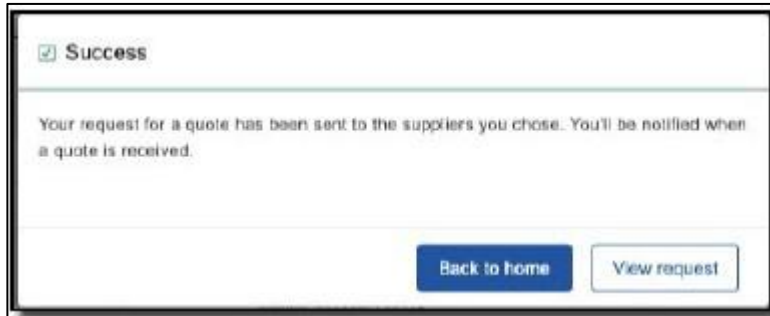 Success
Your request for a quote has been sent to the suppliers you chose. You'll be notified when
a quote is received.
Back to home
View request